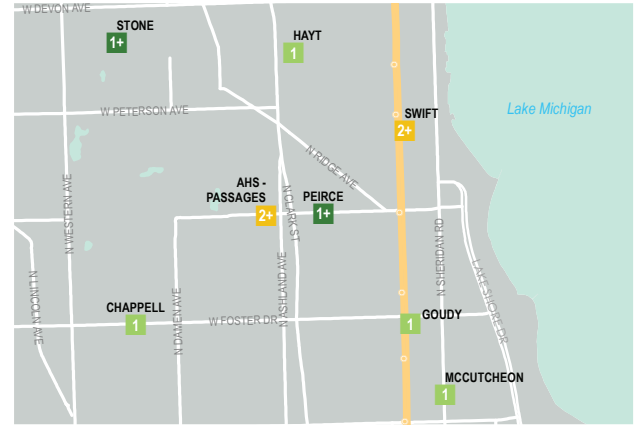 W DEVON AVE
STONE
1+
HAYT
1
W PETERSON AVE
Lake Michigan
SWIFT
2+
N RIDGE AVE
AHS -
PASSAGES
2+
PEIRCE
1+
N WESTERN AVE
N CLARK ST
N SHERIDAN RD
N LINCOLN AVE
N DAMEN AVE
N ASHLAND AVE
LAKE SHORE DR
CHAPPELL
1
W FOSTER DR
GOUDY
1
MCCUTCHEON
1